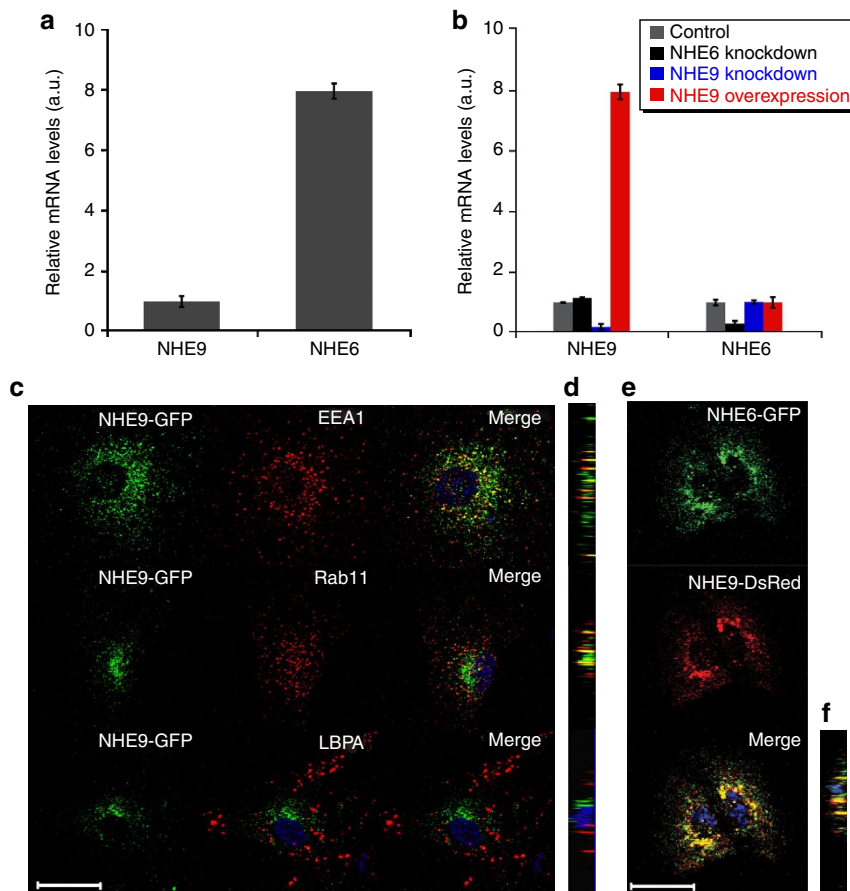 a
10
8
6
4
2
0
Relative mRNA levels (a.u.)
NHE9
NHE6
b
10
8
6
4
2
0
Relative mRNA levels (a.u.)
NHE9
NHE6
Control
NHE6 knockdown
NHE9 knockdown
NHE9 overexpression
c
NHE9-GFP
EEA1
Merge
NHE9-GFP
Rab11
Merge
NHE9-GFP
LBPA
Merge
d
e
NHE6-GFP
NHE9-DsRed
Merge
f